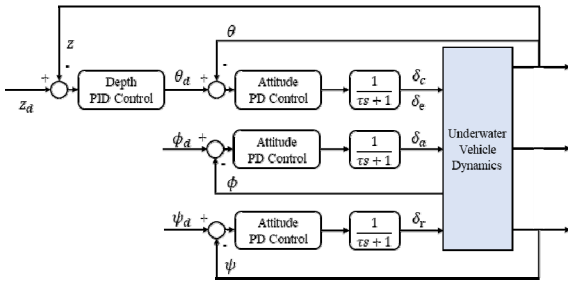 z
θ
-
+
z_d
Depth
PID Control
θ_d
+
-
Attitude
PD Control
1
τs + 1
δ_c
δ_e
Underwater
Vehicle
Dynamics
ϕ_d
+
-
Attitude
PD Control
1
τs + 1
δ_a
ϕ
ψ_d
+
-
Attitude
PD Control
1
τs + 1
δ_r
ψ